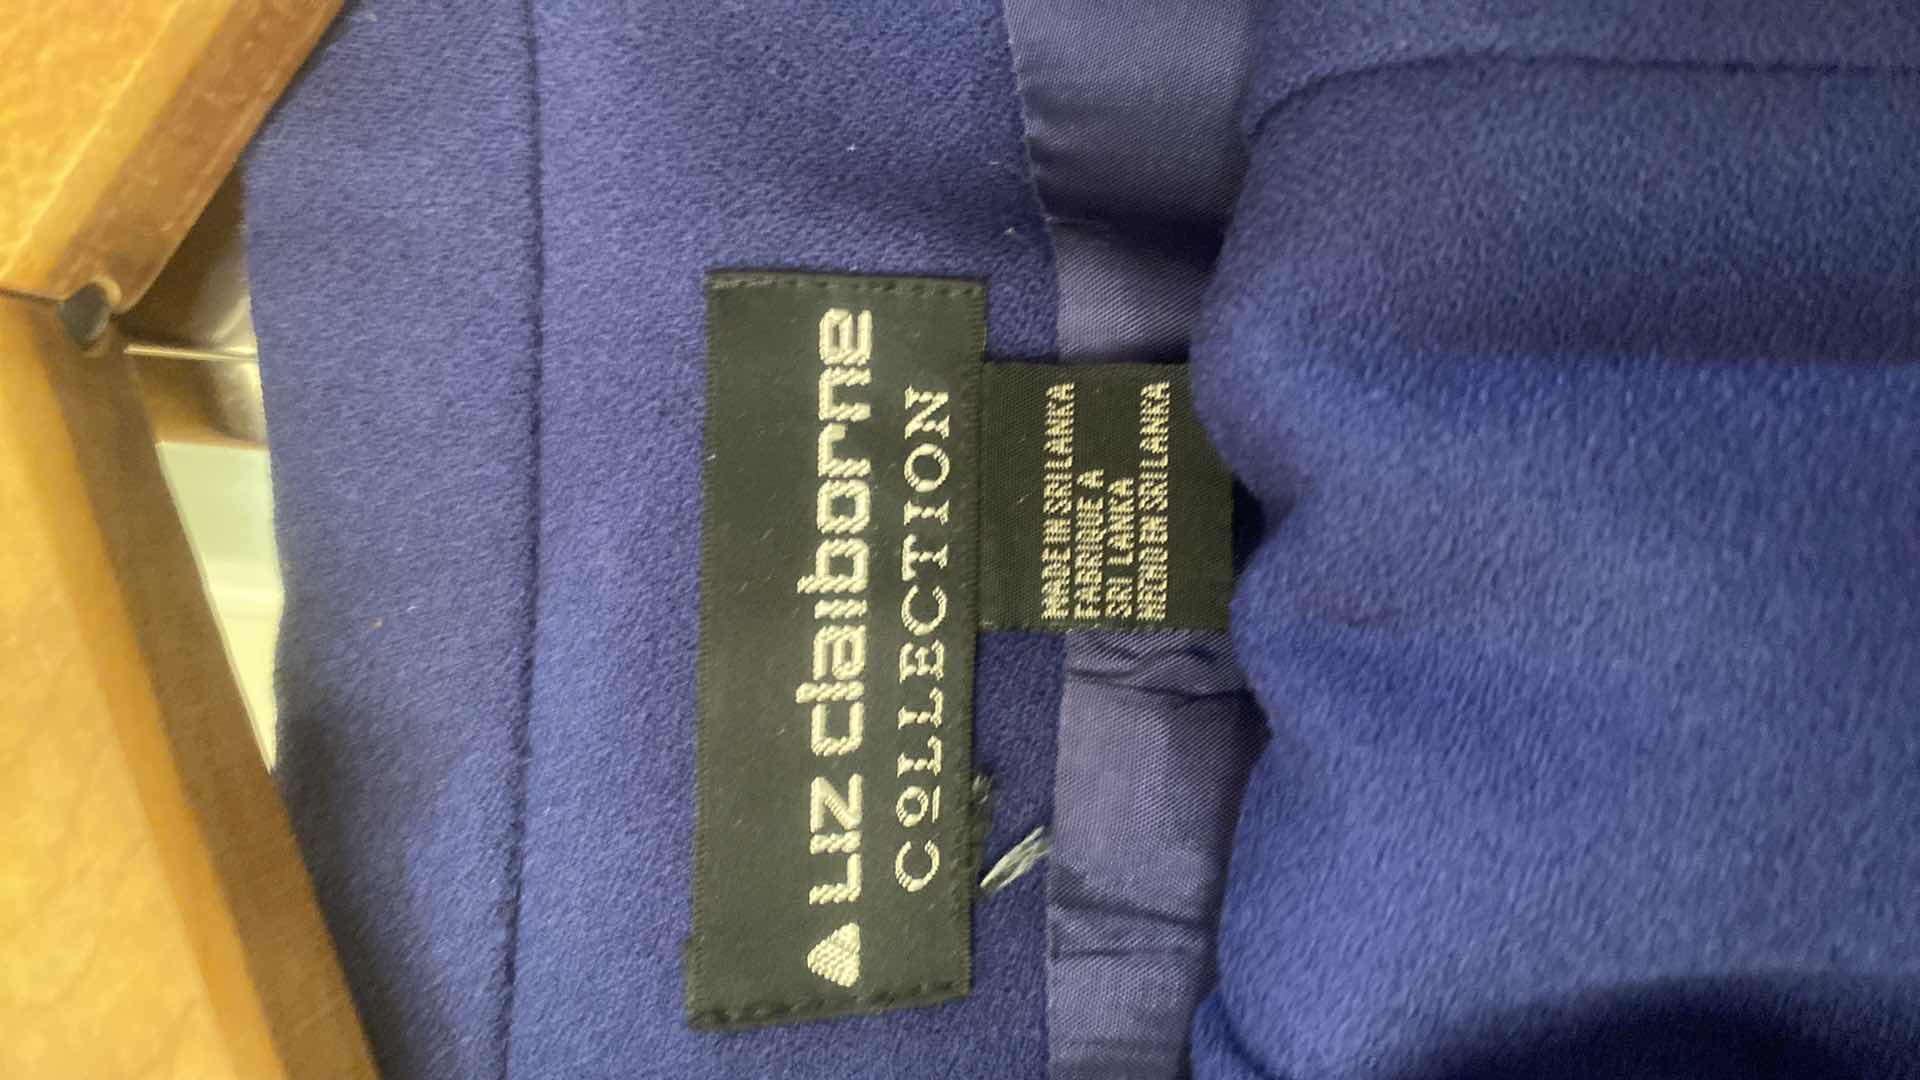 LIZ claiborne
COLLECTION
MADE IN SRI LANKA
FABRIQUE A
SRI LANKA
HECHO EN SRI LANKA